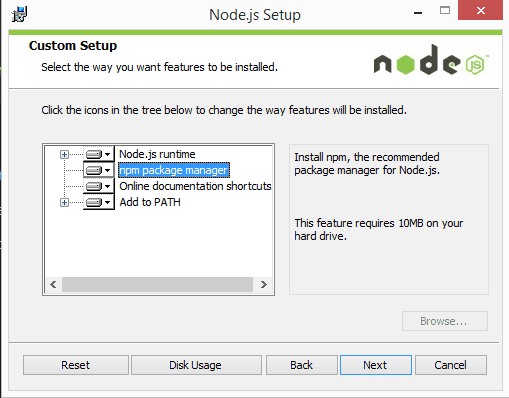 Node.js Setup
Custom Setup
Select the way you want features to be installed.
node JS
Click the icons in the tree below to change the way features will be installed.
Node.js runtime
npm package manager
Online documentation shortcuts
Add to PATH
Install npm, the recommended
package manager for Node.js.
This feature requires 10MB on your
hard drive.
Browse...
Reset
Disk Usage
Back
Next
Cancel